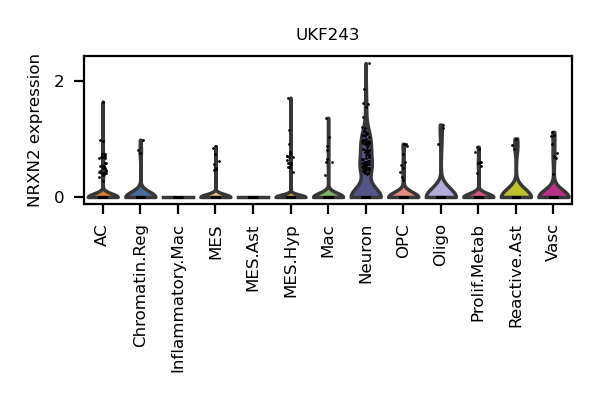 UKF243
NRXN2 expression
2
0
AC
Chromatin.Reg
Inflammatory.Mac
MES
MES.Ast
MES.Hyp
Mac
Neuron
OPC
Oligo
Prolif.Metab
Reactive.Ast
Vasc